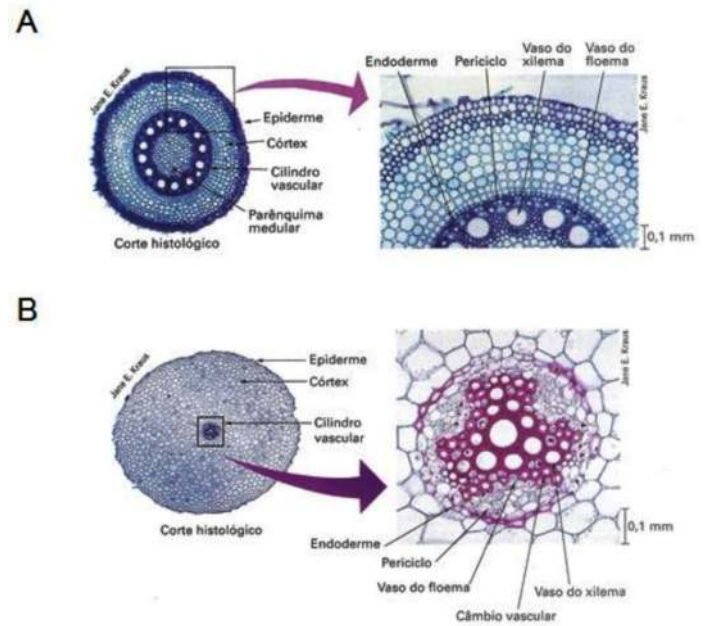 A
Jane E. Kraus
Epiderme
Córtex
Cilindro
vascular
Parênquima
medular
Corte histológico
Endoderme
Periciclo
Vaso do
xilema
Vaso do
floema
Jane E. Kraus
0,1 mm
B
Jane E. Kraus
Epiderme
Córtex
Cilindro
vascular
Corte histológico
Jane E. Kraus
0,1 mm
Endoderme
Periciclo
Vaso do floema
Câmbio vascular
Vaso do xilema